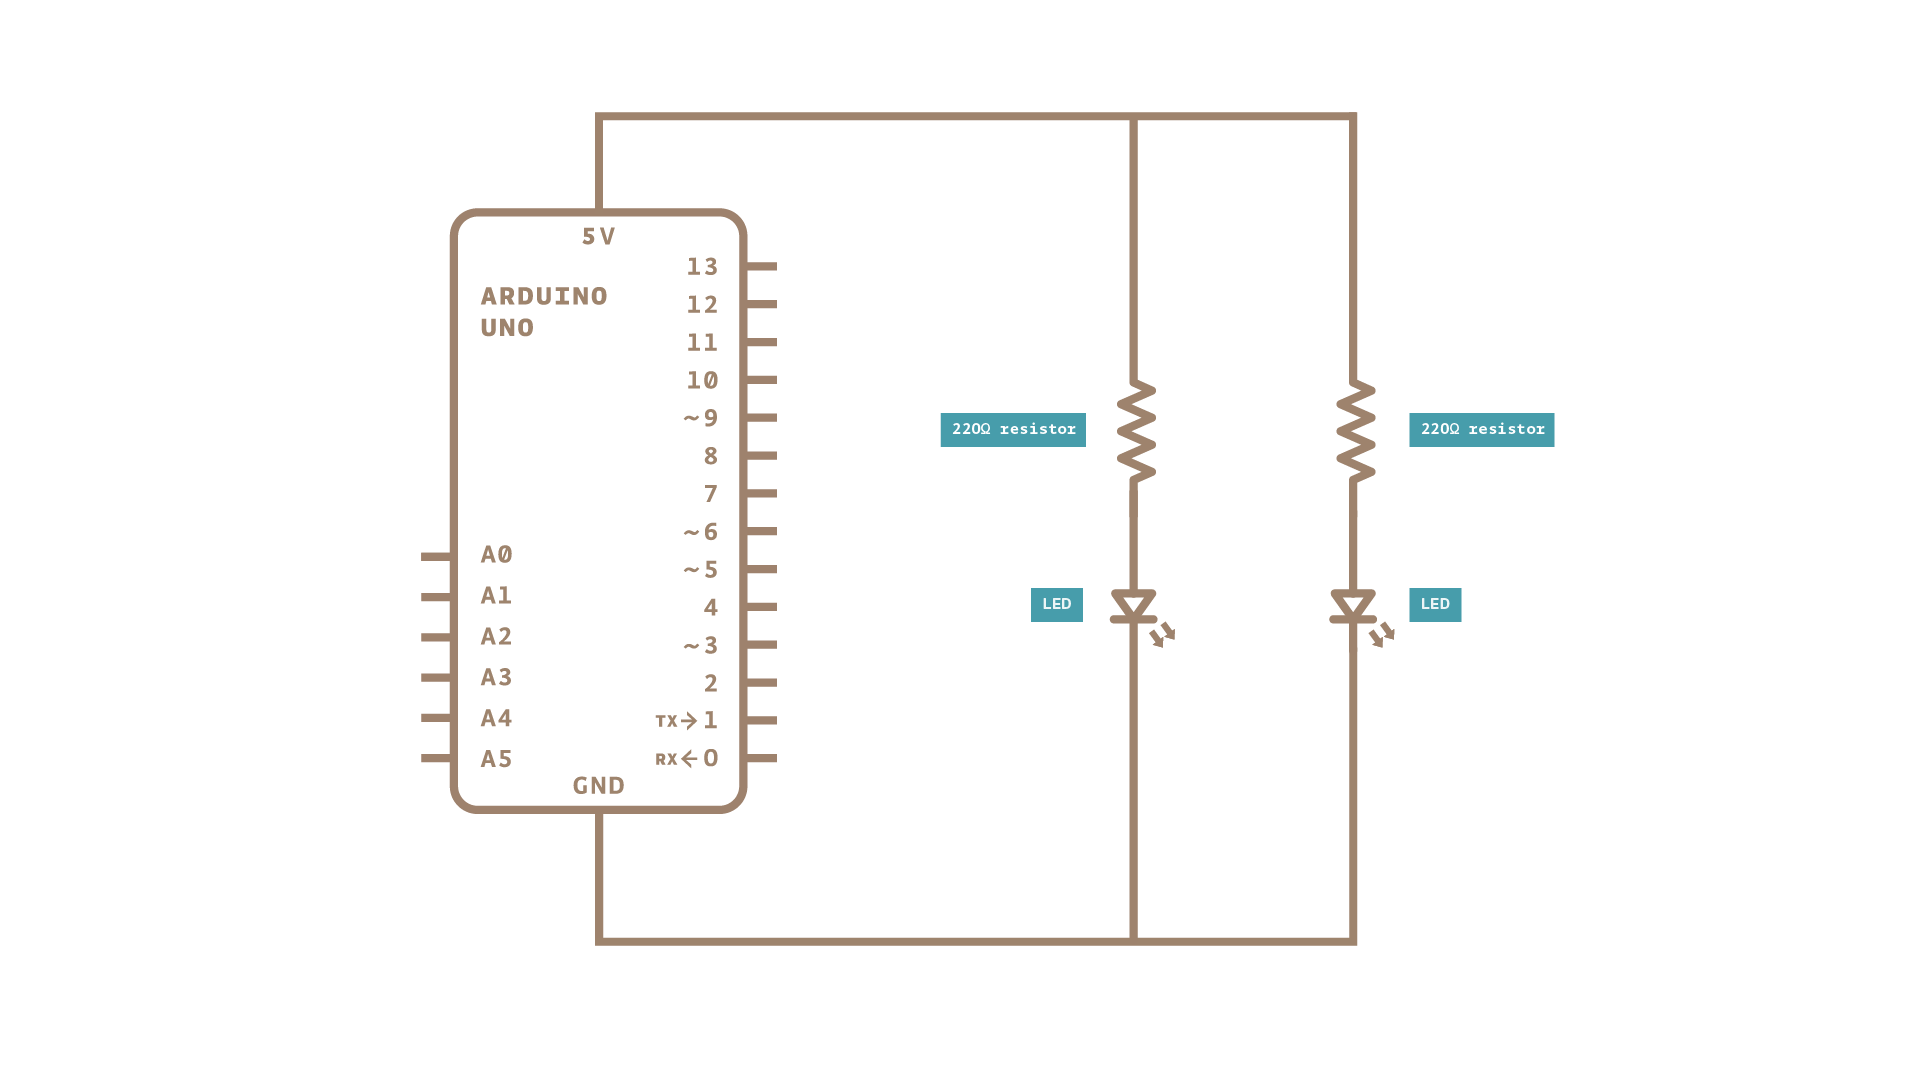 5V
ARDUINO
UNO
13
12
11
10
~9
8
7
~6
~5
4
~3
2
TX→1
RX←0
A0
A1
A2
A3
A4
A5
GND
220Ω resistor
220Ω resistor
LED
LED